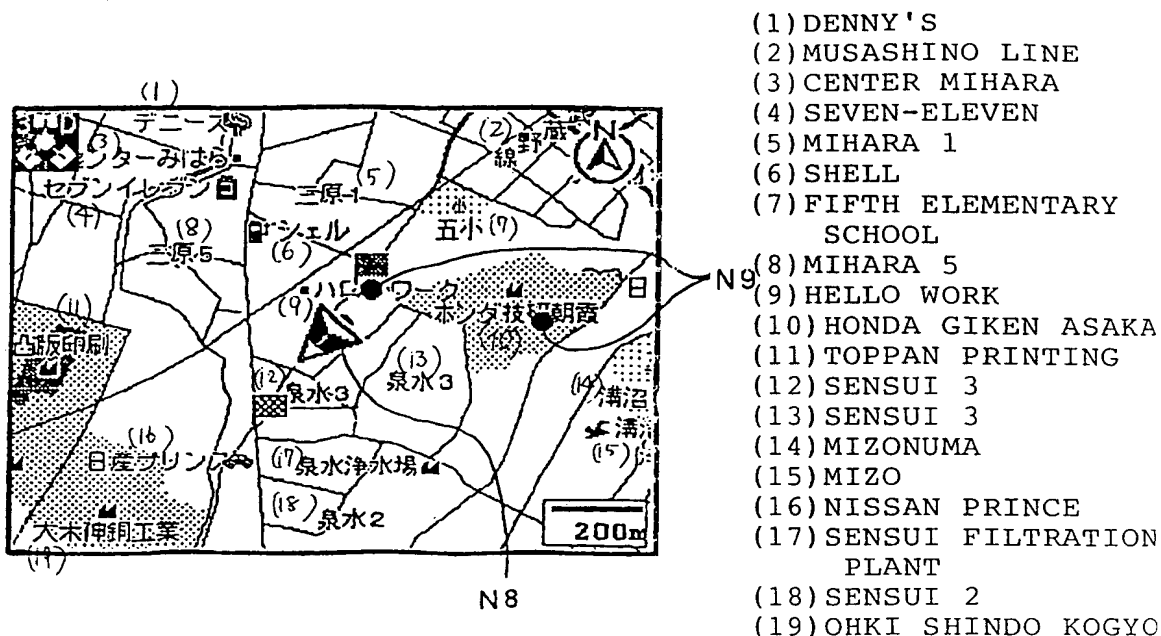 (1)
デニーズ
(2)
野
線
N
(3)
ンターみはら
(5)
三原1
セブンイレブン
(4)
(8)
三原5
シェル
(6)
五小
(7)
(9)
ハロ
ワーク
日
(11)
凸版印刷
ホンダ技研朝霞
(10)
(12)
泉水3
(13)
泉水3
(14)
溝沼
溝
(15)
(16)
日産プリンス
(17)
泉水浄水場
(18)
泉水2
200m
大木伸銅工業
(19)
N8
N9
(1)DENNY'S
(2)MUSASHINO LINE
(3)CENTER MIHARA
(4)SEVEN-ELEVEN
(5)MIHARA 1
(6)SHELL
(7)FIFTH ELEMENTARY
SCHOOL
(8)MIHARA 5
(9)HELLO WORK
(10)HONDA GIKEN ASAKA
(11)TOPPAN PRINTING
(12)SENSUI 3
(13)SENSUI 3
(14)MIZONUMA
(15)MIZO
(16)NISSAN PRINCE
(17)SENSUI FILTRATION
PLANT
(18)SENSUI 2
(19)OHKI SHINDO KOGYO